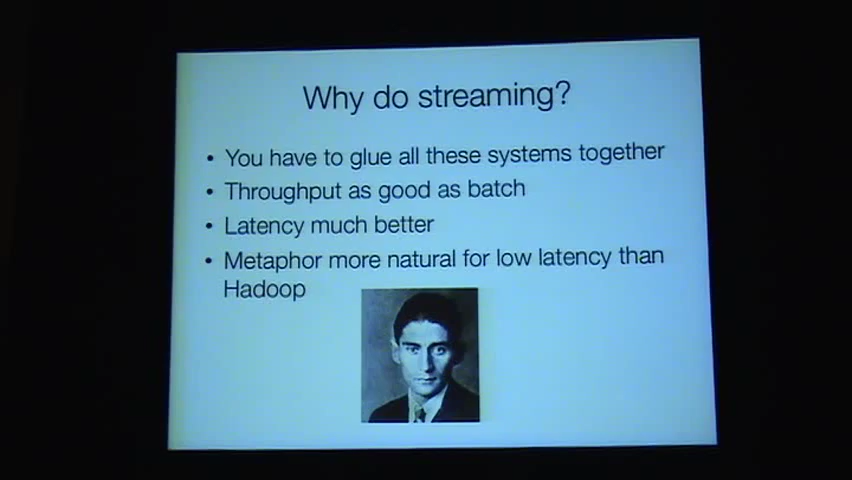 Why do streaming?
• You have to glue all these systems together
• Throughput as good as batch
• Latency much better
• Metaphor more natural for low latency than
Hadoop